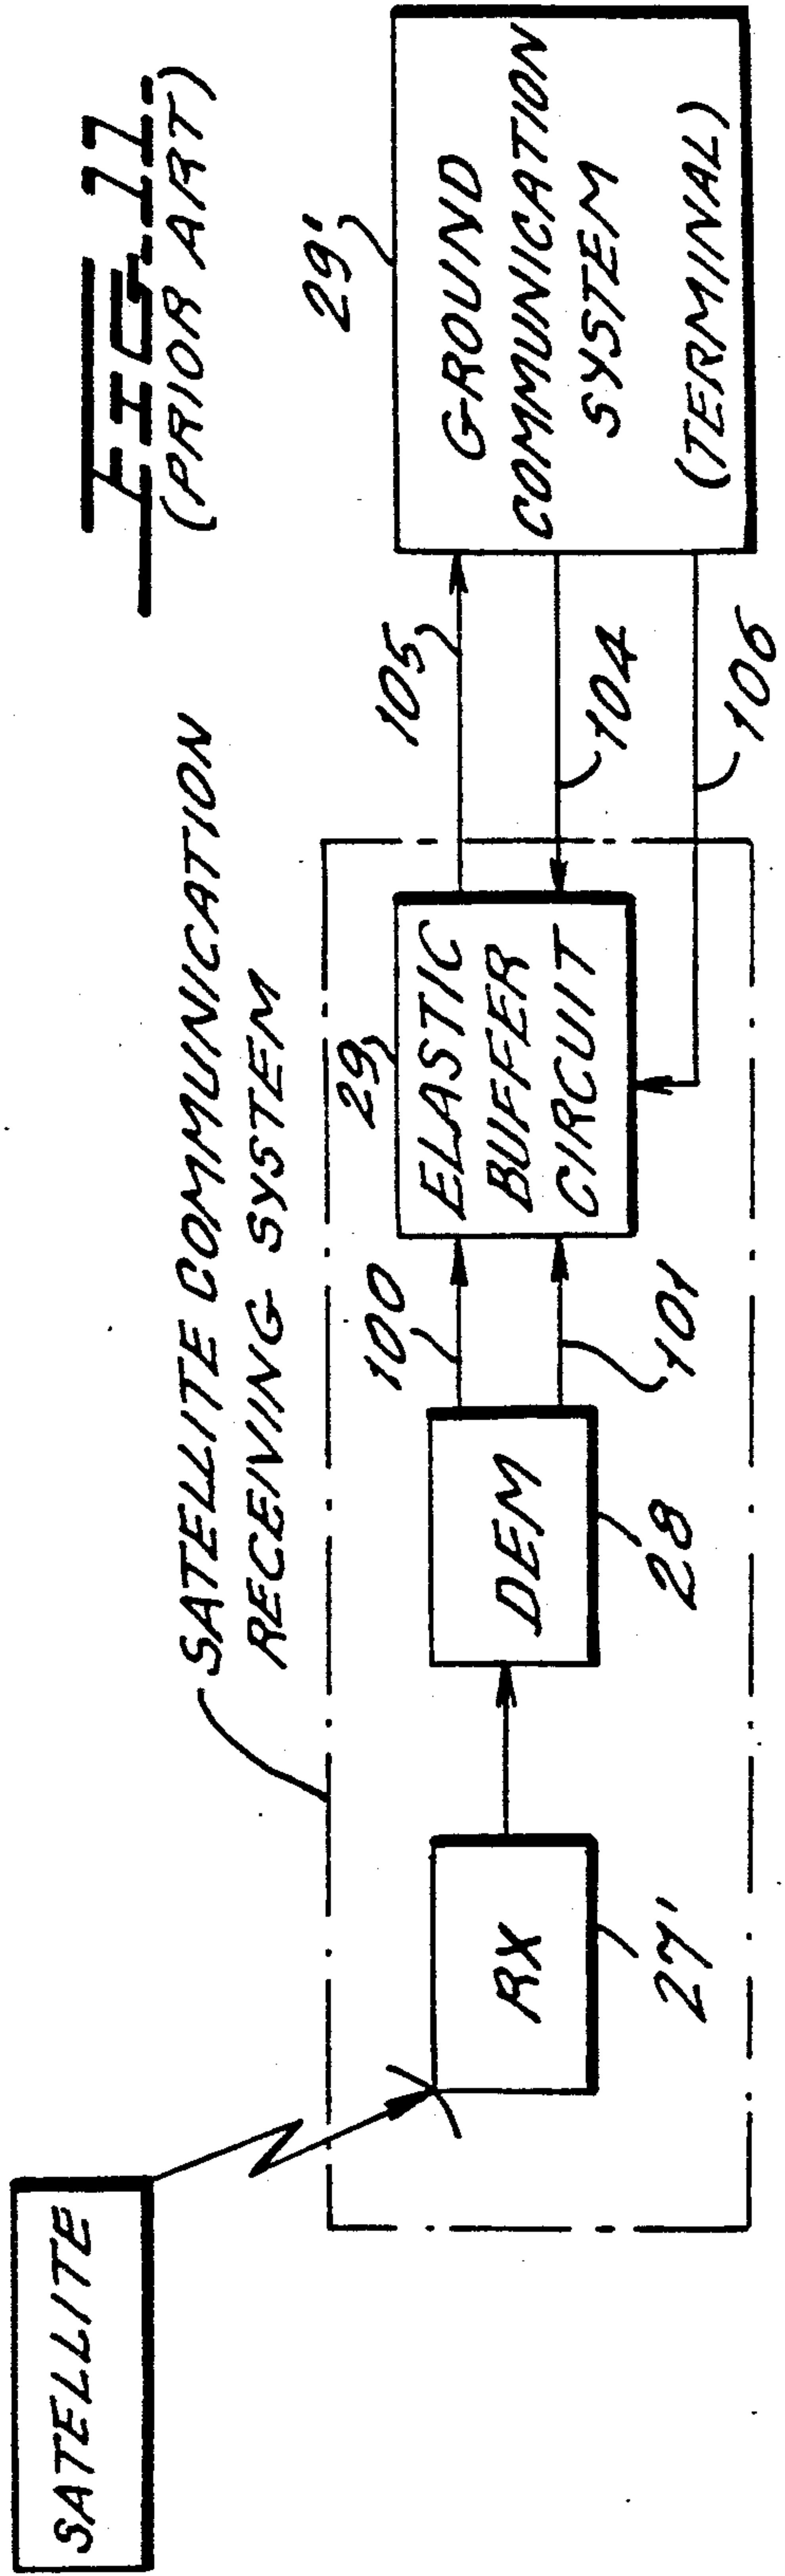 FIG. 11.
(PRIOR ART)
SATELLITE COMMUNICATION
RECEIVING SYSTEM
SATELLITE
RX
27'
DEM
28
100
101
29
ELASTIC
BUFFER
CIRCUIT
105
104
106
29'
GROUND
COMMUNICATION
SYSTEM
(TERMINAL)